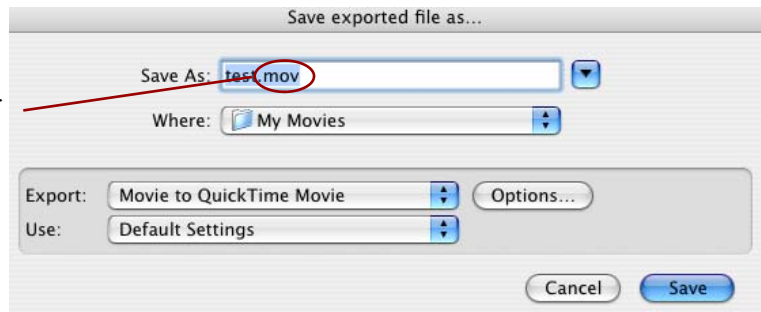 Save exported file as...
Save As: test.mov
Where: My Movies
Export: Movie to QuickTime Movie Options...
Use: Default Settings
Cancel Save